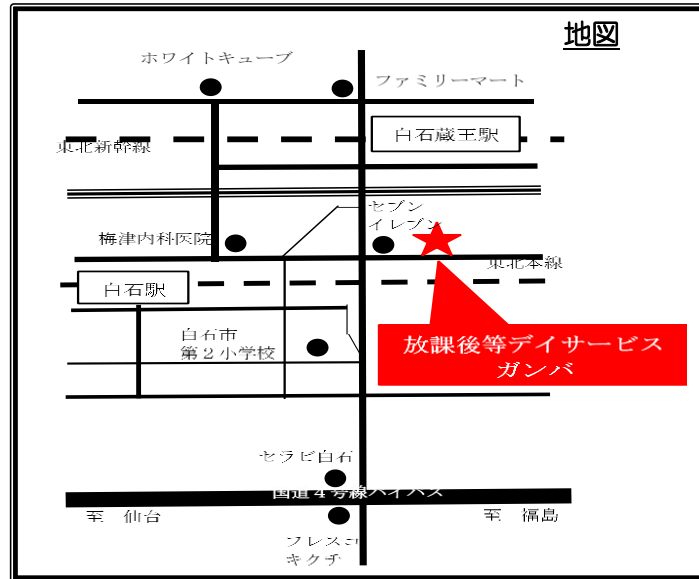 地図
ホワイトキューブ
ファミリーマート
白石蔵王駅
東北新幹線
セブン
イレブン
梅津内科医院
東北本線
白石駅
放課後等デイサービス
ガンバ
白石市
第２小学校
セラビ白石
国道４号線バイパス
至　仙台
至　福島
フレスコ
キクチ